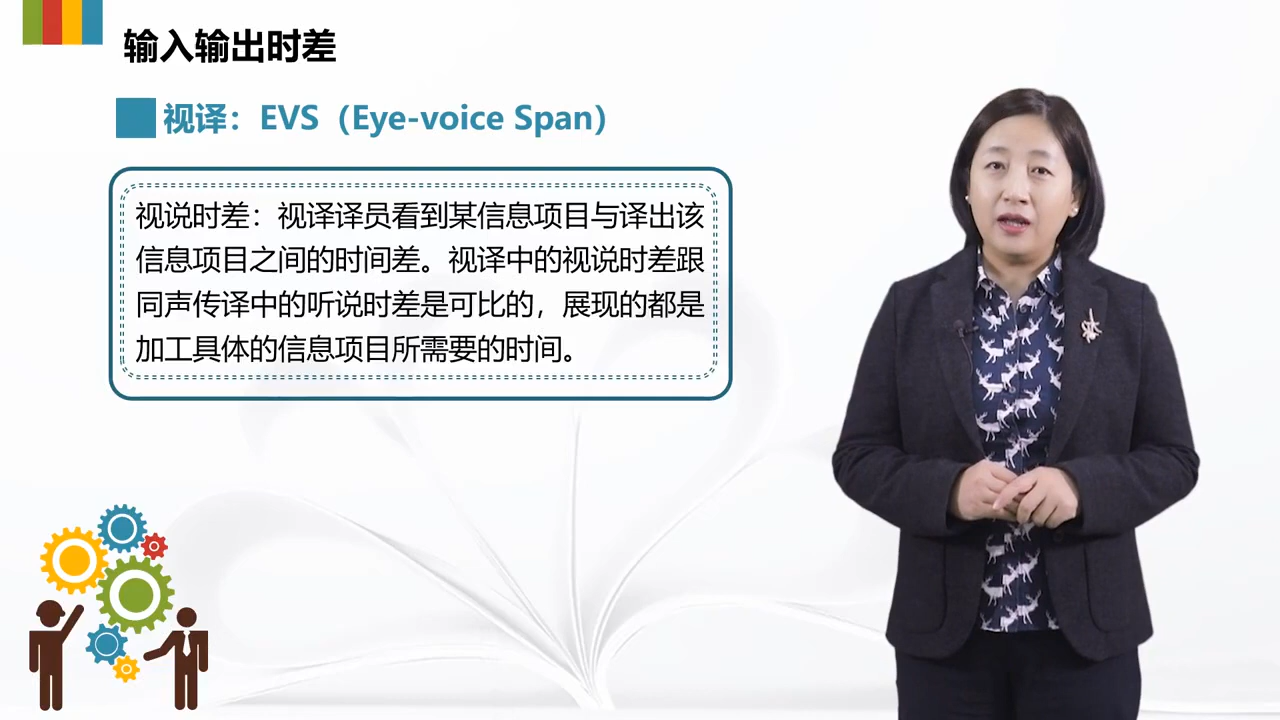 输入输出时差
视译：EVS（Eye-voice Span）
视说时差：视译译员看到某信息项目与译出该
信息项目之间的时间差。视译中的视说时差跟
同声传译中的听说时差是可比的，展现的都是
加工具体的信息项目所需要的时间。